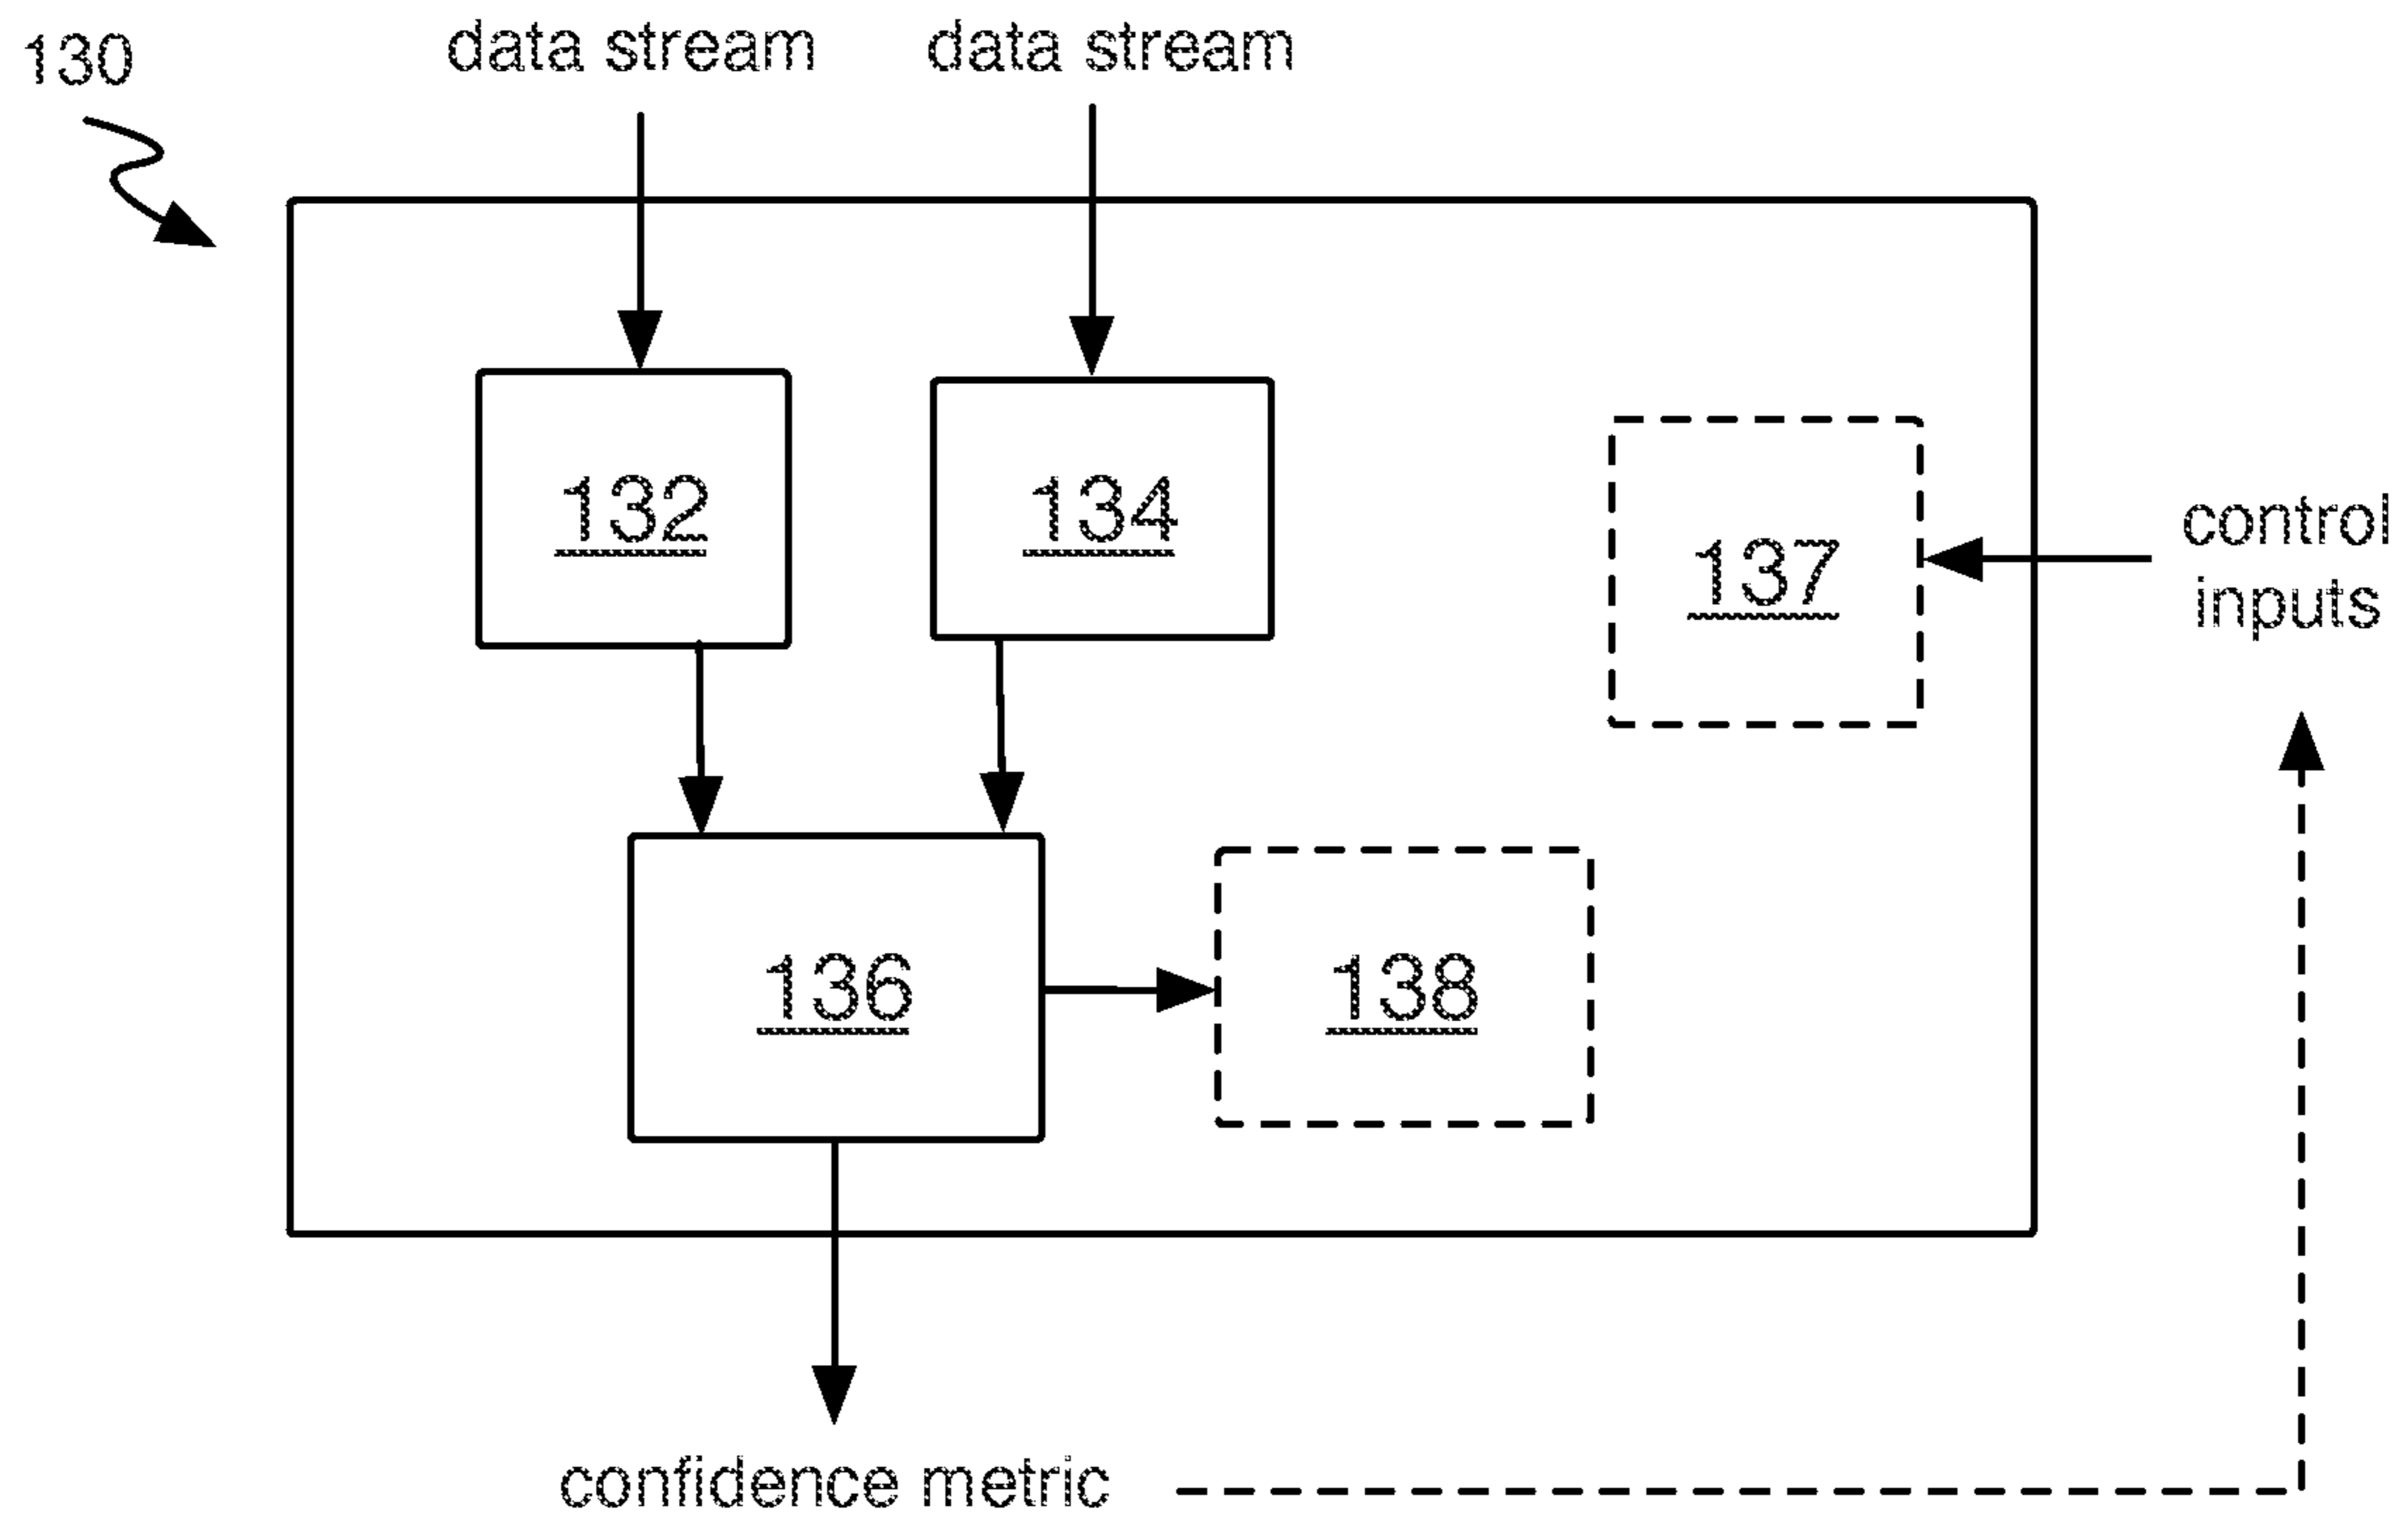 130
data stream
data stream
132
134
137
control
inputs
136
138
confidence metric